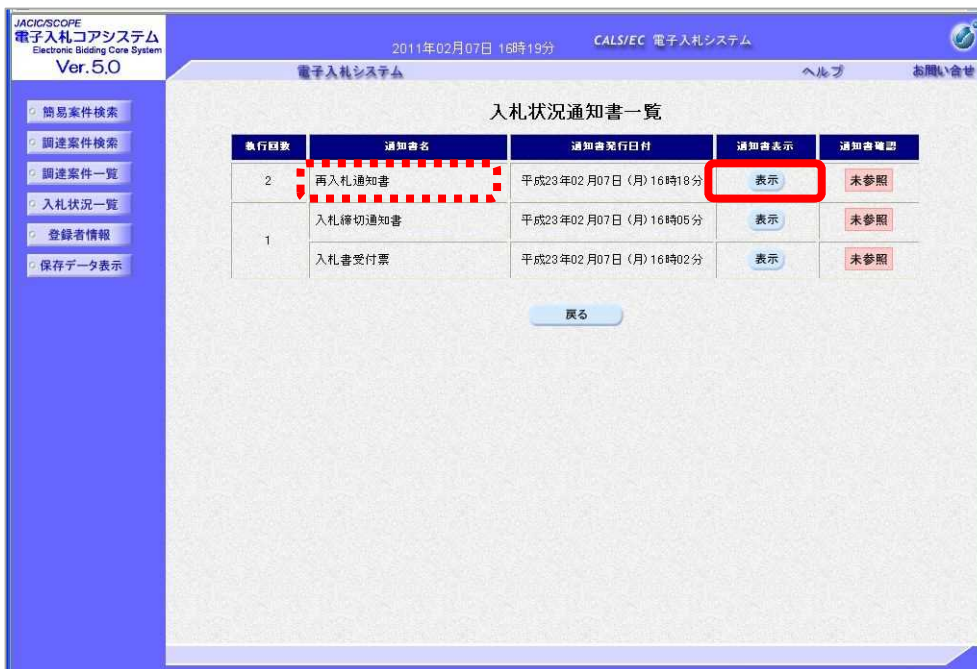 JACIC/SCOPE
電子入札コアシステム
Electronic Bidding Core System
Ver.5.0
2011年02月07日 16時19分
CALS/EC 電子入札システム
電子入札システム
ヘルプ
お問い合せ
簡易案件検索
調達案件検索
調達案件一覧
入札状況一覧
登録者情報
保存データ表示
入札状況通知書一覧
執行回数 通知書名 通知書発行日付 通知書表示 通知書確認
2 再入札通知書 平成23年02月07日 (月) 16時18分 表示 未参照
入札締切通知書 平成23年02月07日 (月) 16時05分 表示 未参照
1
入札書受付票 平成23年02月07日 (月) 16時02分 表示 未参照
戻る